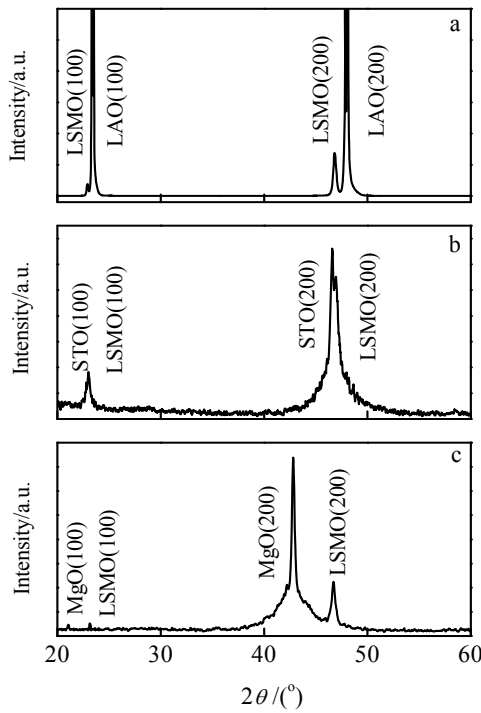 a
Intensity/a.u.
LSMO(100)
LAO(100)
LSMO(200)
LAO(200)
b
Intensity/a.u.
STO(100)
LSMO(100)
STO(200)
LSMO(200)
c
Intensity/a.u.
MgO(100)
LSMO(100)
MgO(200)
LSMO(200)
20 30 40 50 60
2θ /(°)